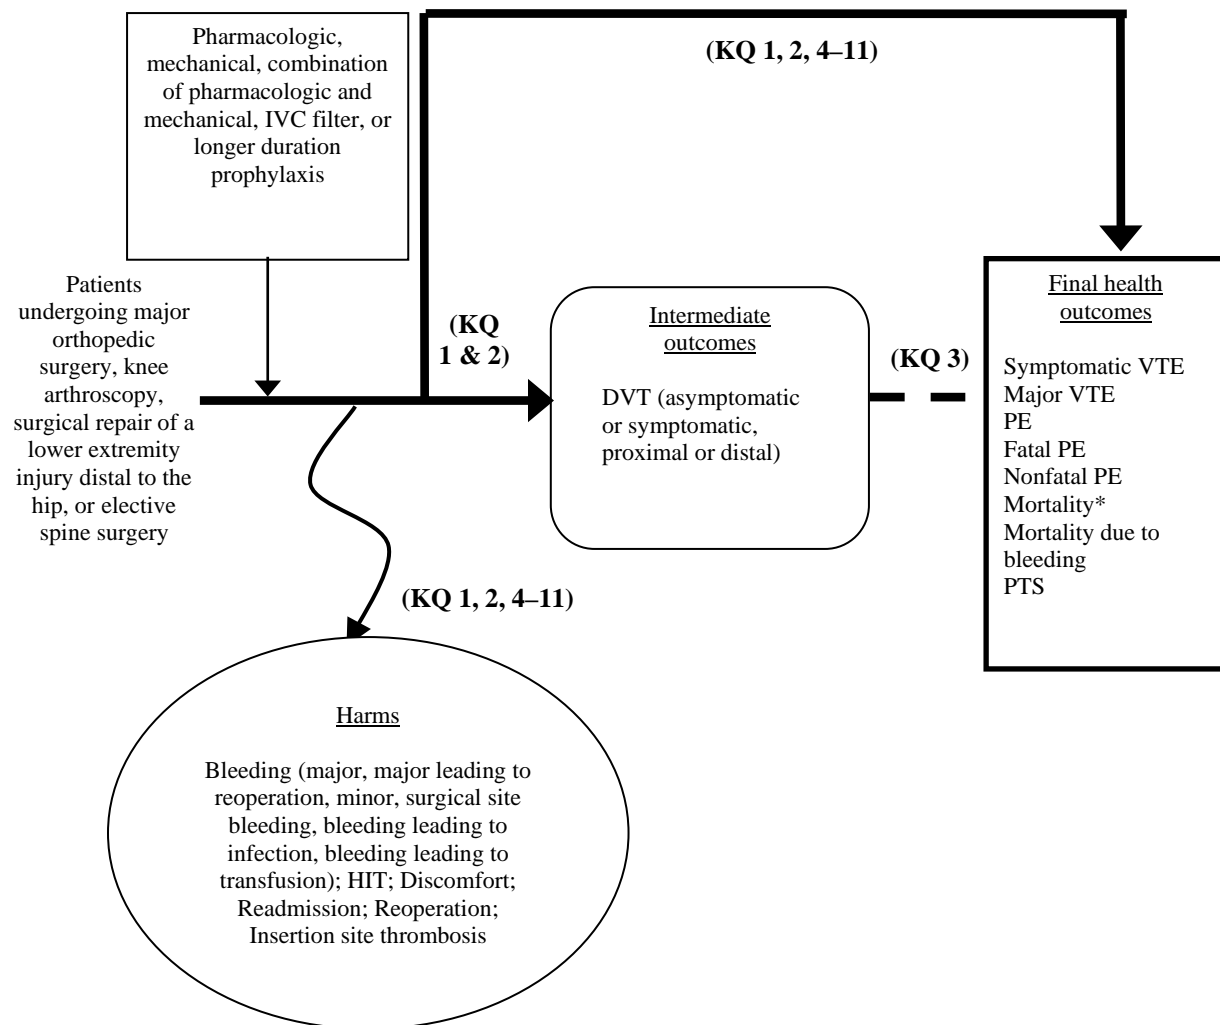 Pharmacologic,
mechanical, combination
of pharmacologic and
mechanical, IVC filter, or
longer duration
prophylaxis
(KQ 1, 2, 4–11)
Patients
undergoing major
orthopedic
surgery, knee
arthroscopy,
surgical repair of a
lower extremity
injury distal to the
hip, or elective
spine surgery
(KQ
1 & 2)
Intermediate
outcomes
DVT (asymptomatic
or symptomatic,
proximal or distal)
(KQ 3)
Final health
outcomes
Symptomatic VTE
Major VTE
PE
Fatal PE
Nonfatal PE
Mortality*
Mortality due to
bleeding
PTS
(KQ 1, 2, 4–11)
Harms
Bleeding (major, major leading to
reoperation, minor, surgical site
bleeding, bleeding leading to
infection, bleeding leading to
transfusion); HIT; Discomfort;
Readmission; Reoperation;
Insertion site thrombosis